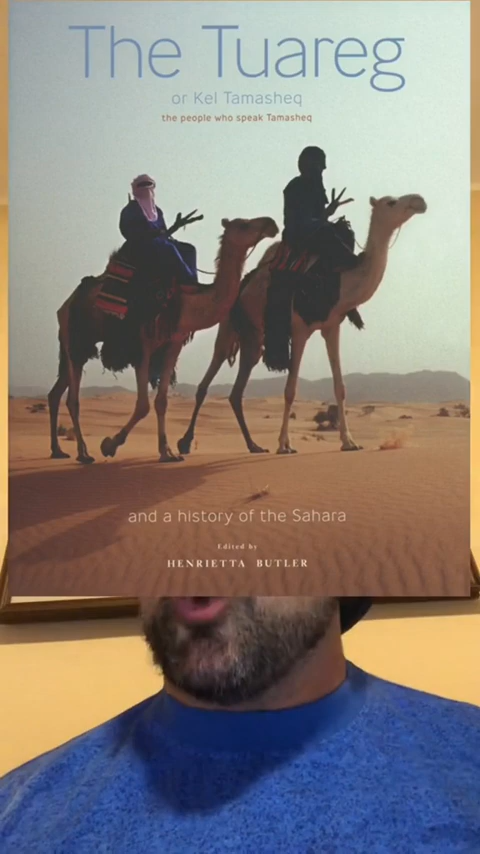 The Tuareg
or Kel Tamasheq
the people who speak Tamasheq
and a history of the Sahara
Edited by
HENRIETTA BUTLER